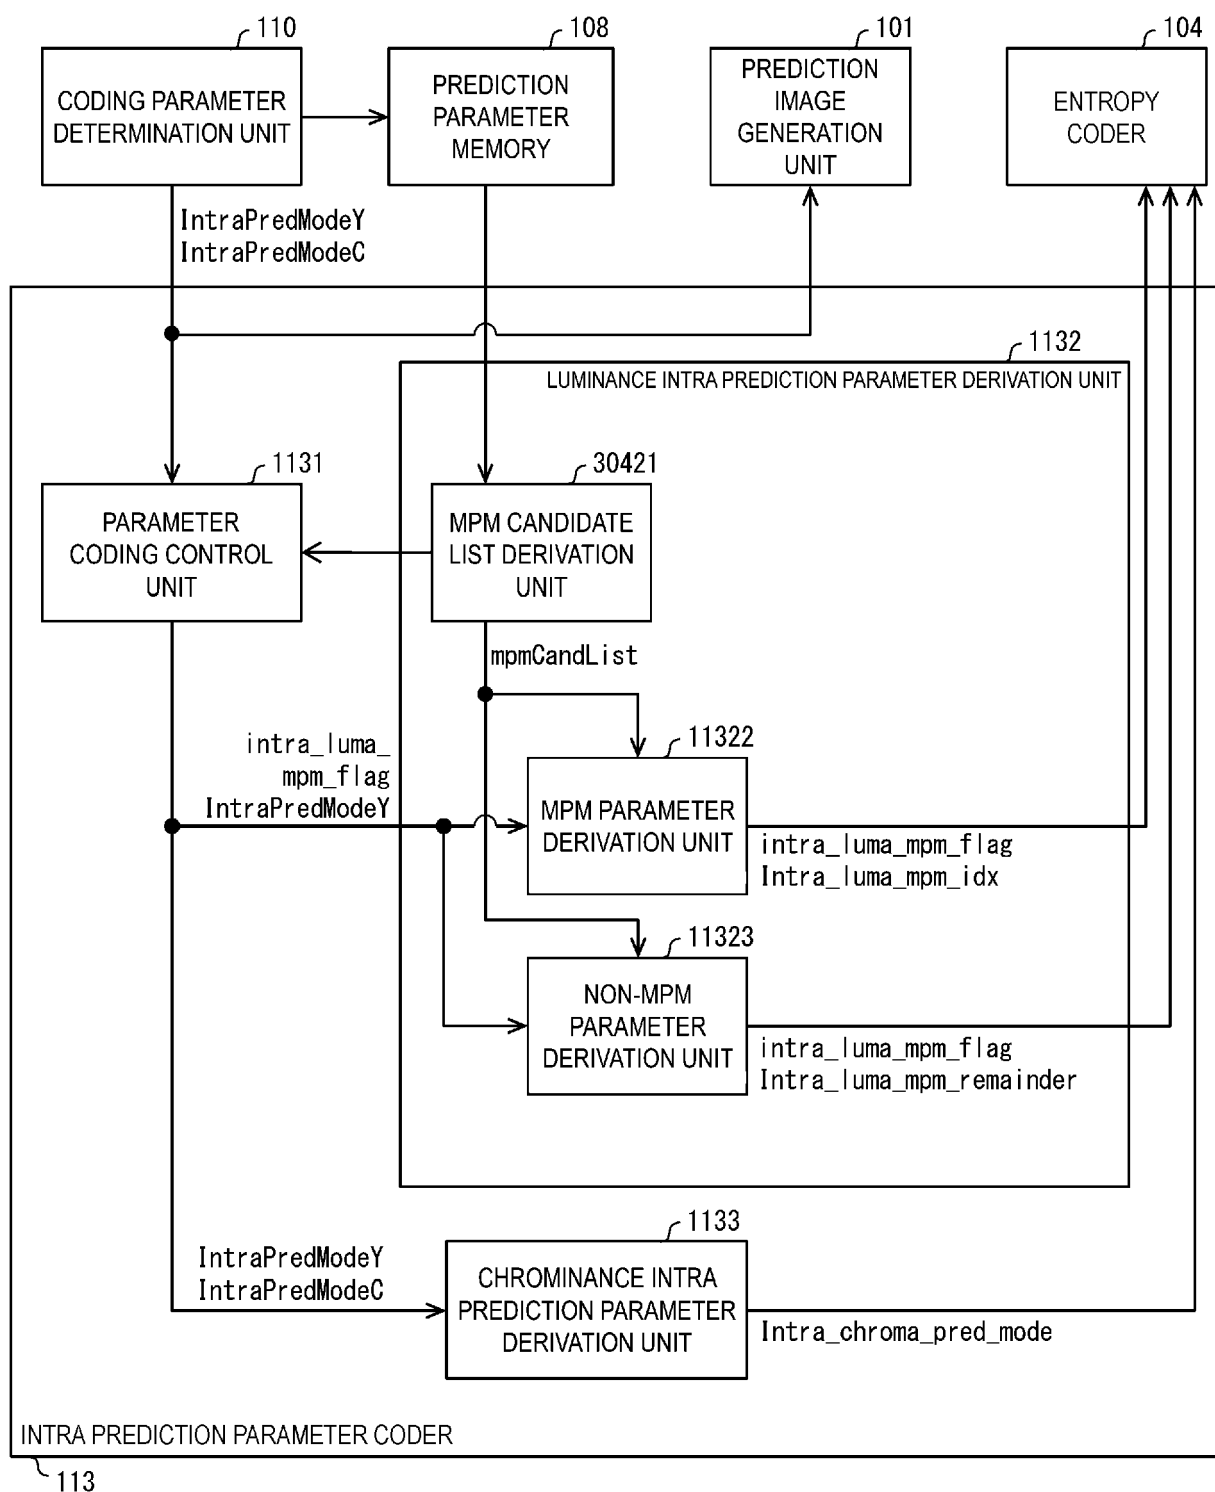 110
108
101
104
CODING PARAMETER
DETERMINATION UNIT
PREDICTION
PARAMETER
MEMORY
PREDICTION
IMAGE
GENERATION
UNIT
ENTROPY
CODER
IntraPredModeY
IntraPredModeC
1132
LUMINANCE INTRA PREDICTION PARAMETER DERIVATION UNIT
1131
30421
PARAMETER
CODING CONTROL
UNIT
MPM CANDIDATE
LIST DERIVATION
UNIT
mpmCandList
intra_luma_
mpm_flag
IntraPredModeY
11322
MPM PARAMETER
DERIVATION UNIT
intra_luma_mpm_flag
Intra_luma_mpm_idx
11323
NON-MPM
PARAMETER
DERIVATION UNIT
intra_luma_mpm_flag
Intra_luma_mpm_remainder
1133
IntraPredModeY
IntraPredModeC
CHROMINANCE INTRA
PREDICTION PARAMETER
DERIVATION UNIT
Intra_chroma_pred_mode
INTRA PREDICTION PARAMETER CODER
113